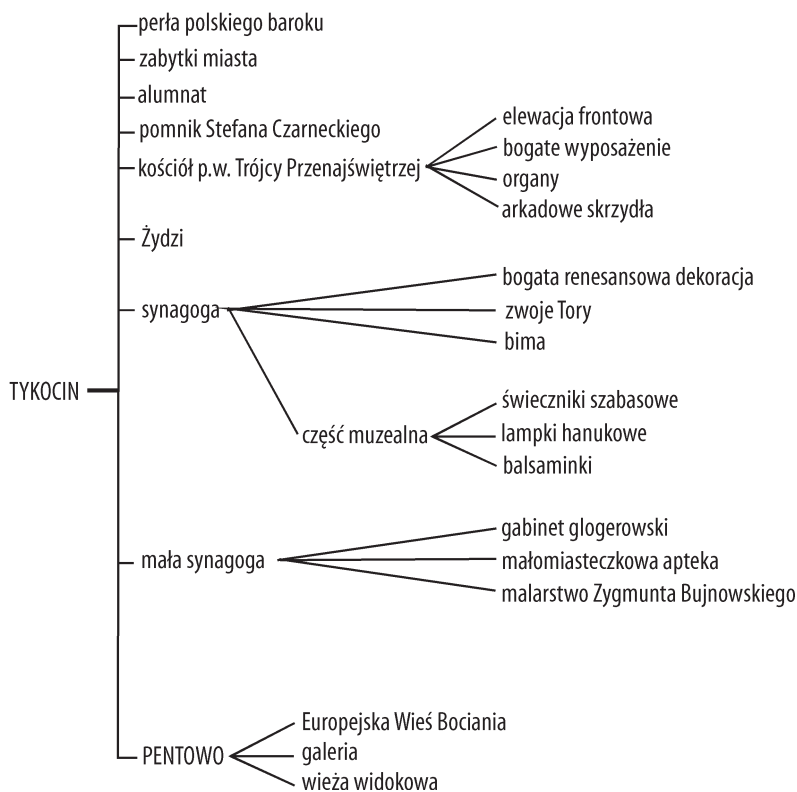 perła polskiego baroku
zabytki miasta
alumnat
pomnik Stefana Czarneckiego
kościół p.w. Trójcy Przenajświętrzej
elewacja frontowa
bogate wyposażenie
organy
arkadowe skrzydła
Żydzi
synagoga
bogata renesansowa dekoracja
zwoje Tory
bima
TYKOCIN
część muzealna
świeczniki szabasowe
lampki hanukowe
balsaminki
mała synagoga
gabinet glogerowski
małomiasteczkowa apteka
malarstwo Zygmunta Bujnowskiego
PENTOWO
Europejska Wieś Bociania
galeria
wieża widokowa